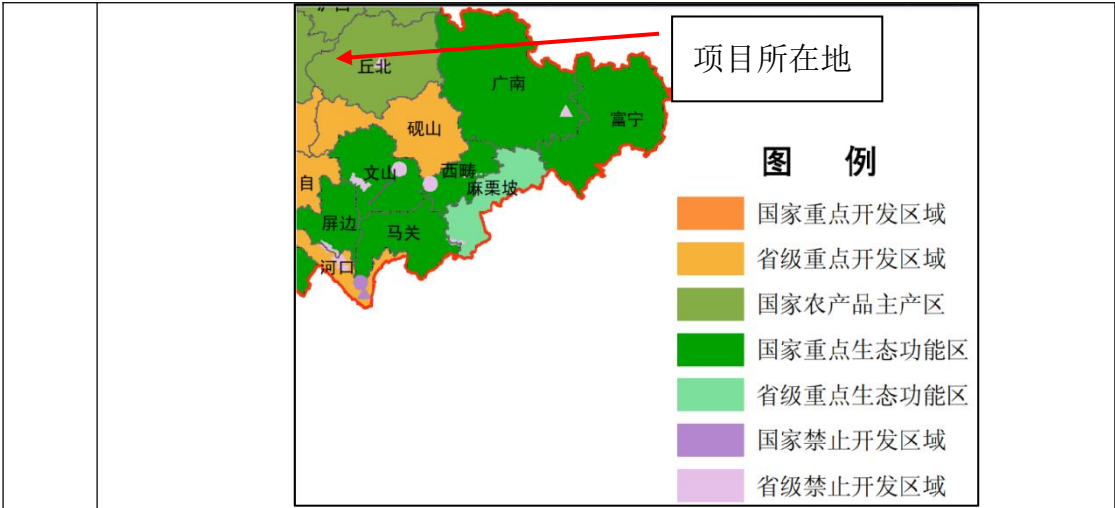 项目所在地
丘北
广南
富宁
砚山
文山
西畴
麻栗坡
自
屏边
马关
河口
图 例
国家重点开发区域
省级重点开发区域
国家农产品主产区
国家重点生态功能区
省级重点生态功能区
国家禁止开发区域
省级禁止开发区域